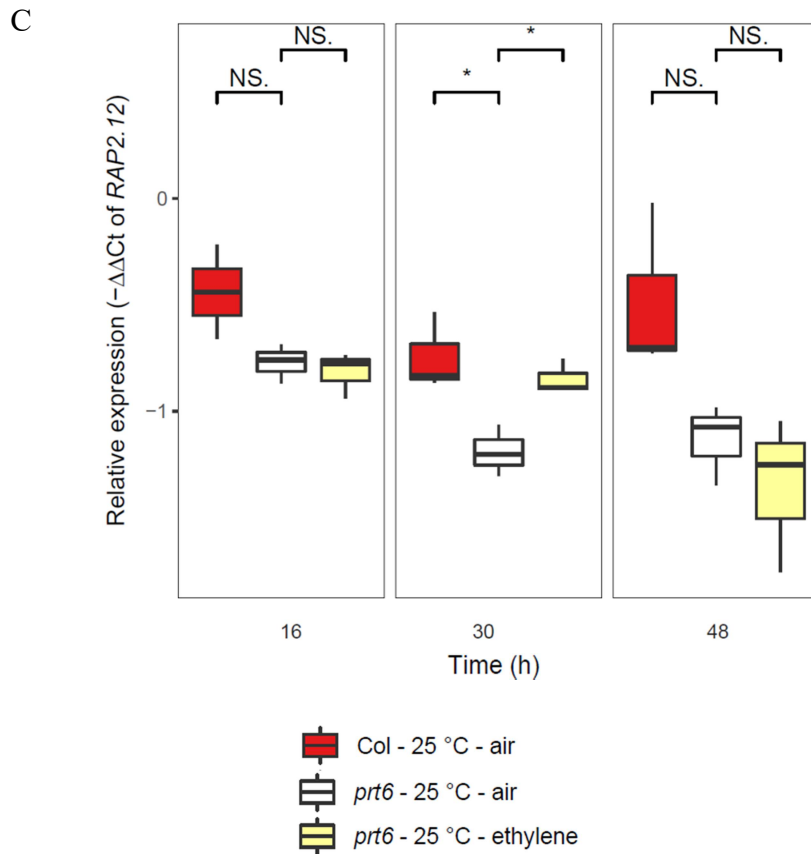 C
Relative expression (−ΔΔCt of RAP2.12)
0
−1
NS.
NS.
*
*
NS.
NS.
16
30
48
Time (h)
Col - 25 °C - air
prt6 - 25 °C - air
prt6 - 25 °C - ethylene